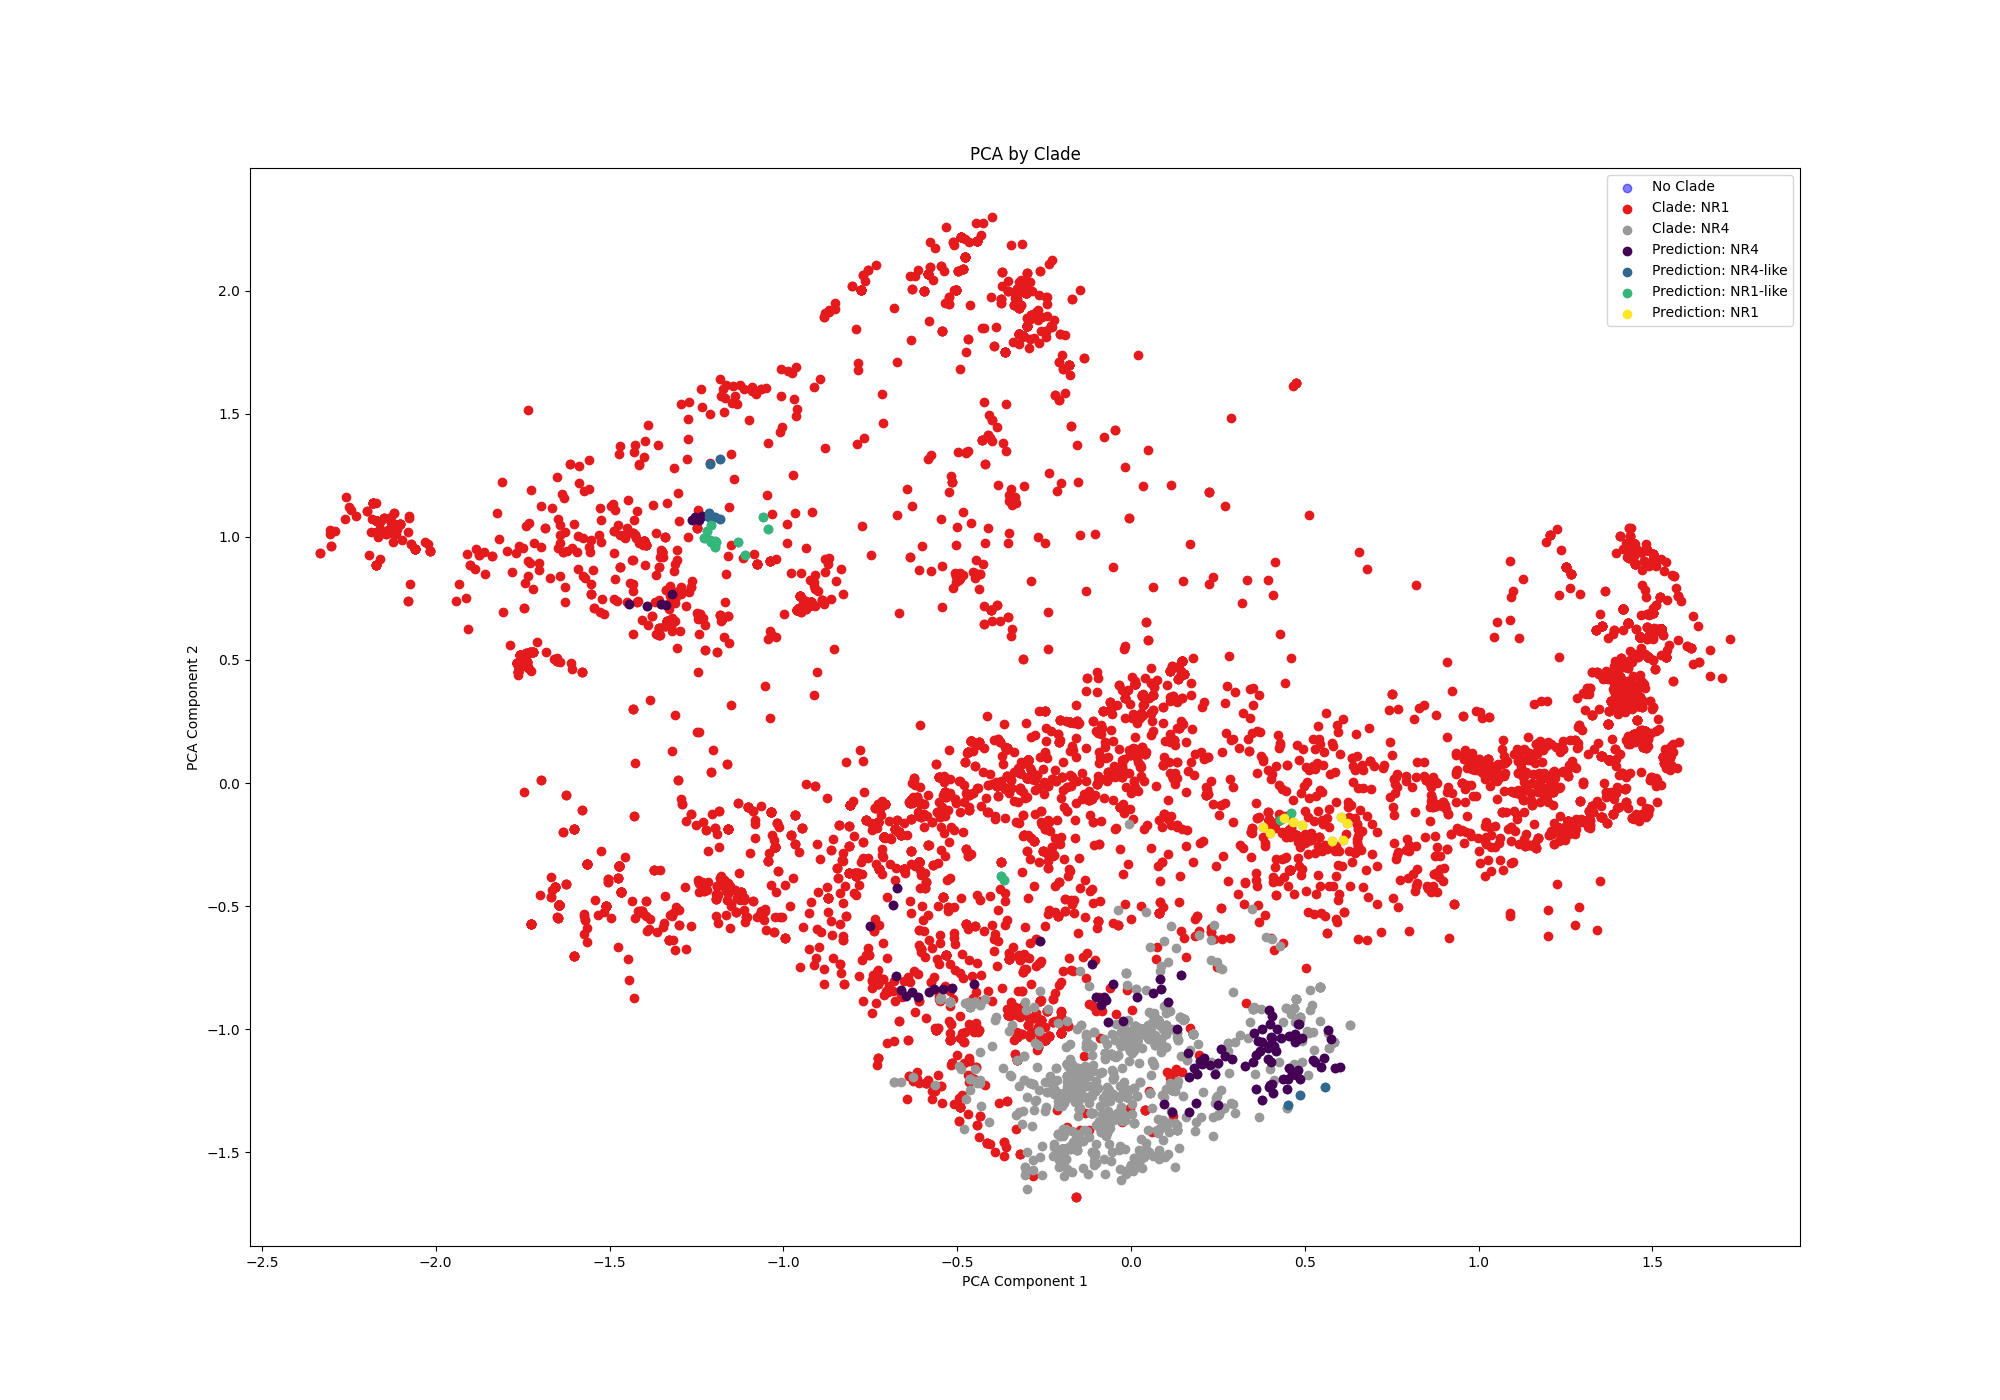 PCA by Clade
No Clade
Clade: NR1
Clade: NR4
Prediction: NR4
Prediction: NR4-like
Prediction: NR1-like
Prediction: NR1
PCA Component 2
2.0
1.5
1.0
0.5
0.0
−0.5
−1.0
−1.5
−2.5
−2.0
−1.5
−1.0
−0.5
0.0
0.5
1.0
1.5
PCA Component 1